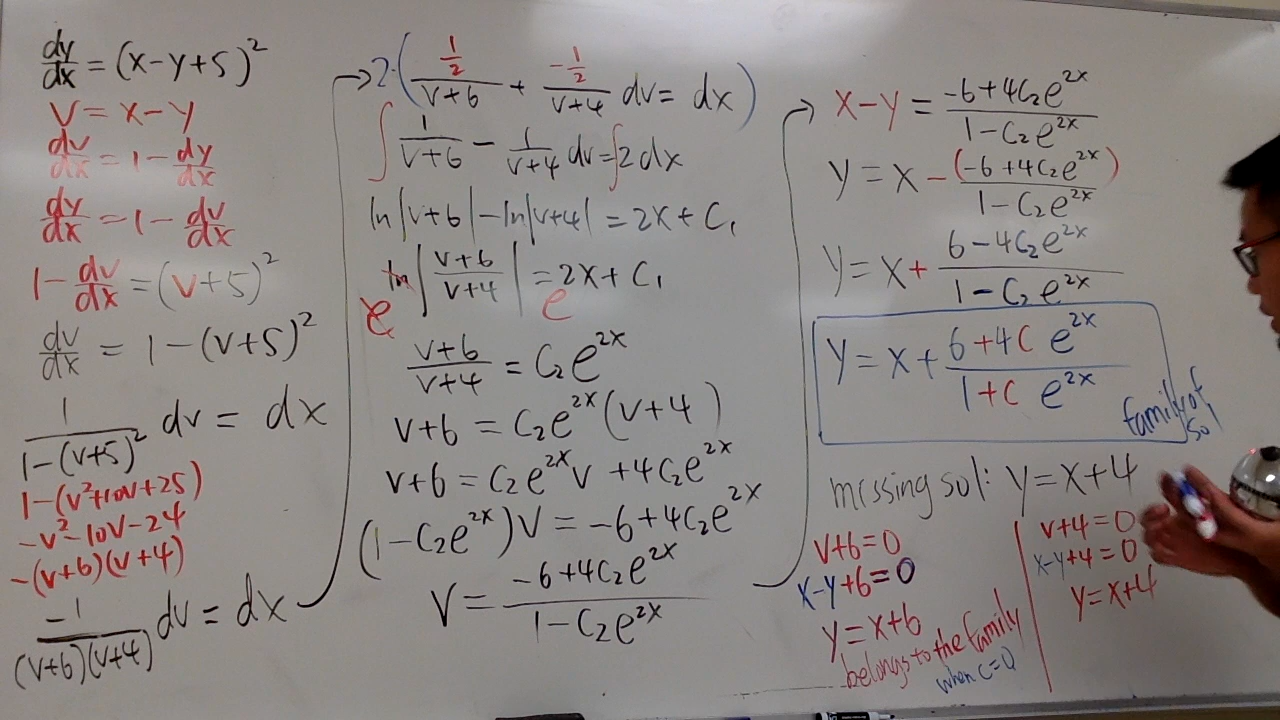 dy/dx = (x-y+5)²
v = x-y
dv/dx = 1 - dy/dx
dy/dx = 1 - dv/dx
1 - dv/dx = (v+5)²
dv/dx = 1-(v+5)²
1/(1-(v+5)²) dv = dx
1-(v²+10v+25)
-v²-10v-24
-(v+6)(v+4)
-1/((v+6)(v+4)) dv = dx
→2·( (1/2)/(v+6) + (-1/2)/(v+4) dv = dx )
∫ 1/(v+6) - 1/(v+4) dv = ∫2 dx
ln|v+6| - ln|v+4| = 2x + C₁
e ln|(v+6)/(v+4)| = e 2x + C₁
(v+6)/(v+4) = C₂e^(2x)
v+6 = C₂e^(2x)(v+4)
v+6 = C₂e^(2x)v + 4C₂e^(2x)
(1-C₂e^(2x))v = -6+4C₂e^(2x)
v = (-6+4C₂e^(2x))/(1-C₂e^(2x))
→ x-y = (-6+4C₂e^(2x))/(1-C₂e^(2x))
y = x - (-6+4C₂e^(2x))/(1-C₂e^(2x))
y = x + (6-4C₂e^(2x))/(1-C₂e^(2x))
y = x + (6+4C e^(2x))/(1+C e^(2x))
family of
sol
missing sol: y=x+4
v+6=0
x-y+6=0
y=x+6
belongs to the family
when c=0
v+4=0
x-y+4=0
y=x+4